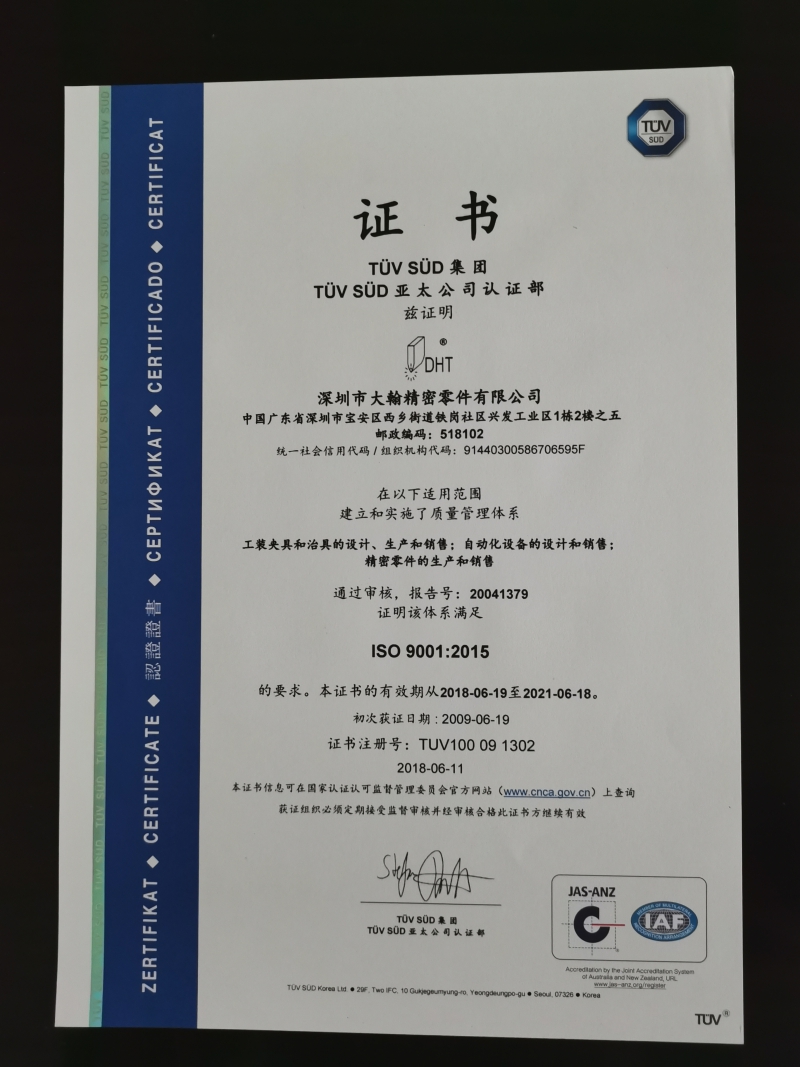 TÜV
SÜD
ZERTIFIKAT ◆ CERTIFICATE ◆ 認證證書 ◆ СЕРТИФИКАТ ◆ CERTIFICADO ◆ CERTIFICAT
TÜV SÜD TÜV SÜD TÜV SÜD TÜV SÜD
证 书
TÜV SÜD 集团
TÜV SÜD 亚太公司认证部
兹证明
DHT®
深圳市大翰精密零件有限公司
中国广东省深圳市宝安区西乡街道铁岗社区兴发工业区1栋2楼之五
邮政编码：518102
统一社会信用代码 / 组织机构代码：91440300586706595F
在以下适用范围
建立和实施了质量管理体系
工装夹具和治具的设计、生产和销售；自动化设备的设计和销售；
精密零件的生产和销售
通过审核，报告号：20041379
证明该体系满足
ISO 9001:2015
的要求。本证书的有效期从2018-06-19至2021-06-18。
初次获证日期：2009-06-19
证书注册号：TUV100 09 1302
2018-06-11
本证书信息可在国家认证认可监督管理委员会官方网站（www.cnca.gov.cn）上查询
获证组织必须定期接受监督审核并经审核合格此证书方继续有效
TÜV SÜD 集团
TÜV SÜD 亚太公司认证部
JAS-ANZ
MEMBER OF MULTILATERAL
IAF
RECOGNITION ARRANGEMENT
Accreditation by the Joint Accreditation System
of Australia and New Zealand, URL
www.jas-anz.org/register
TÜV SÜD Korea Ltd. ● 29F, Two IFC, 10 Gukjegeumyung-ro, Yeongdeungpo-gu ● Seoul, 07326 ● Korea
TÜV®